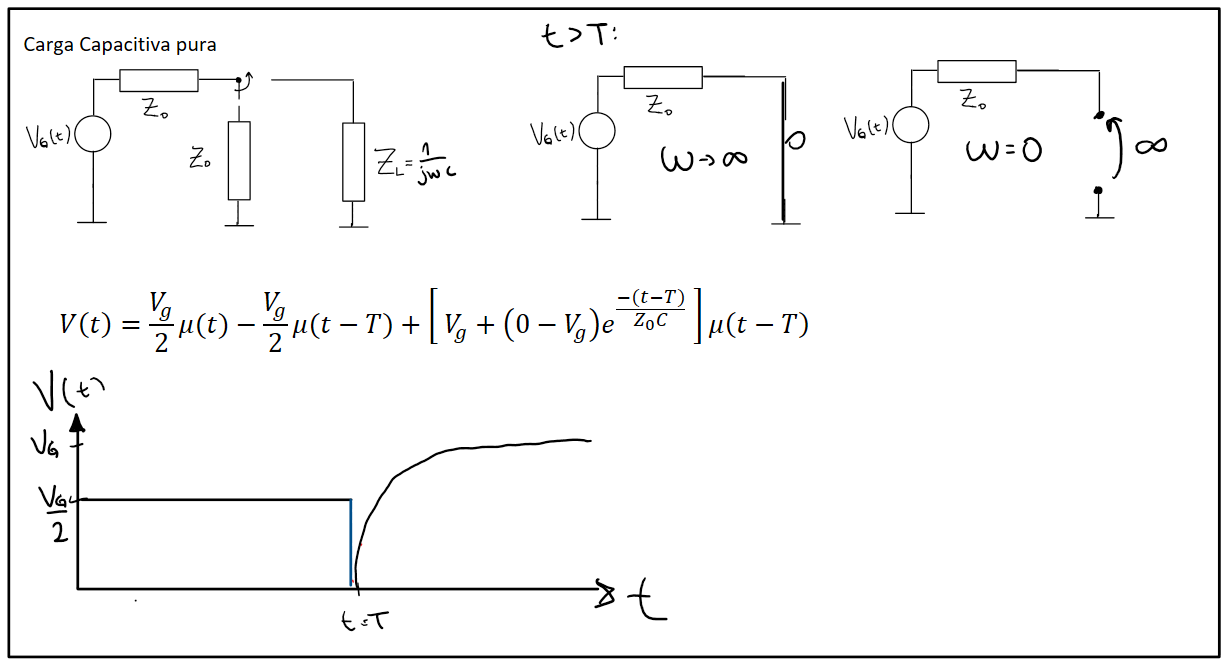 Carga Capacitiva pura
t>T:
Z₀
V_G(t)
Z₀
Z_L = 1/(jωC)
Z₀
V_G(t)
ω→∞
0
Z₀
V_G(t)
ω=0
∞
V(t) = V_g/2 μ(t) − V_g/2 μ(t − T) + [V_g + (0 − V_g)e^(−(t−T)/(Z₀C))] μ(t − T)
V(t)
V_G
V_G/2
t=T
t